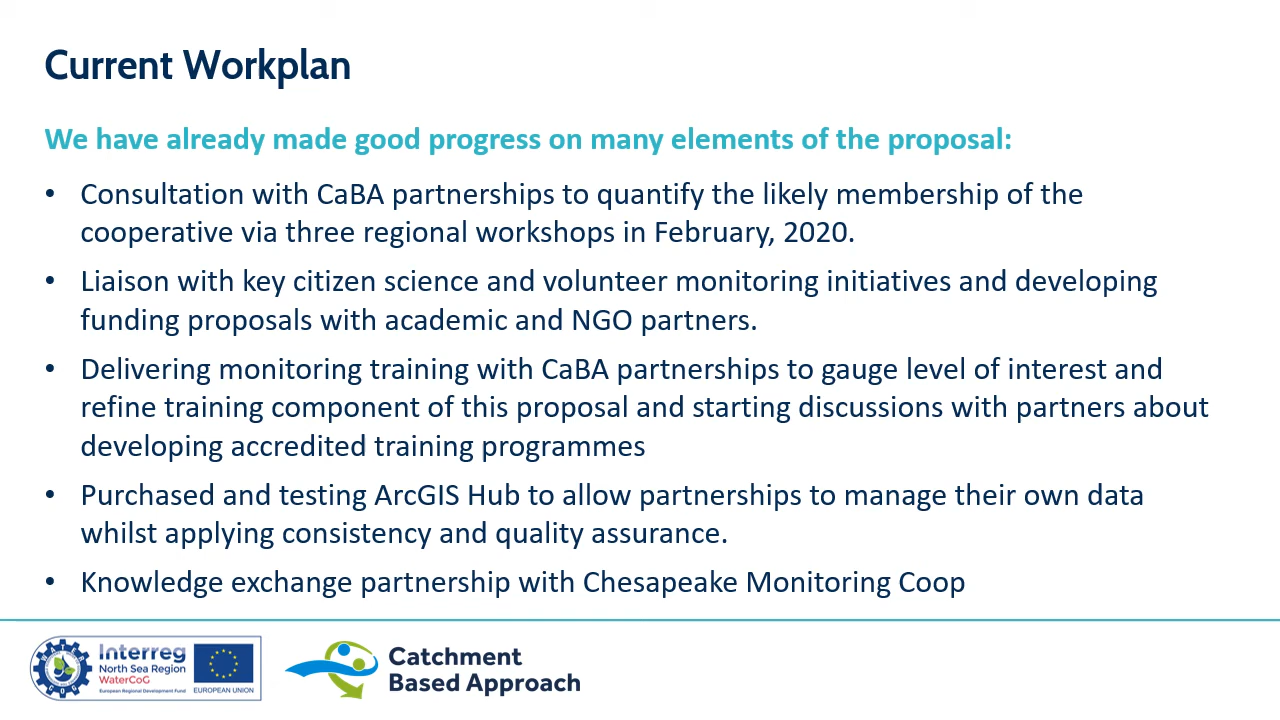 Current Workplan
We have already made good progress on many elements of the proposal:
• Consultation with CaBA partnerships to quantify the likely membership of the
cooperative via three regional workshops in February, 2020.
• Liaison with key citizen science and volunteer monitoring initiatives and developing
funding proposals with academic and NGO partners.
• Delivering monitoring training with CaBA partnerships to gauge level of interest and
refine training component of this proposal and starting discussions with partners about
developing accredited training programmes
• Purchased and testing ArcGIS Hub to allow partnerships to manage their own data
whilst applying consistency and quality assurance.
• Knowledge exchange partnership with Chesapeake Monitoring Coop
Interreg
North Sea Region
WaterCoG
European Regional Development Fund
EUROPEAN UNION
Catchment
Based Approach